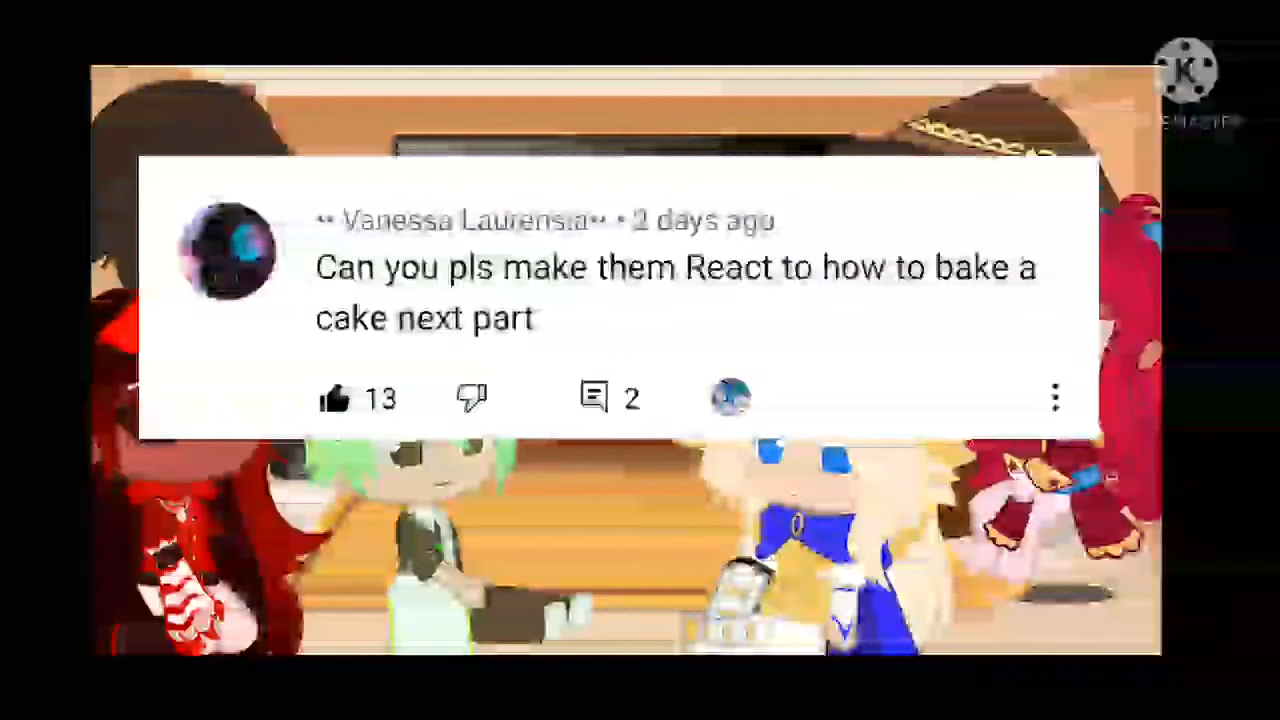 •• Vanessa Laurensia•• • 2 days ago
Can you pls make them React to how to bake a
cake next part
13
2
K